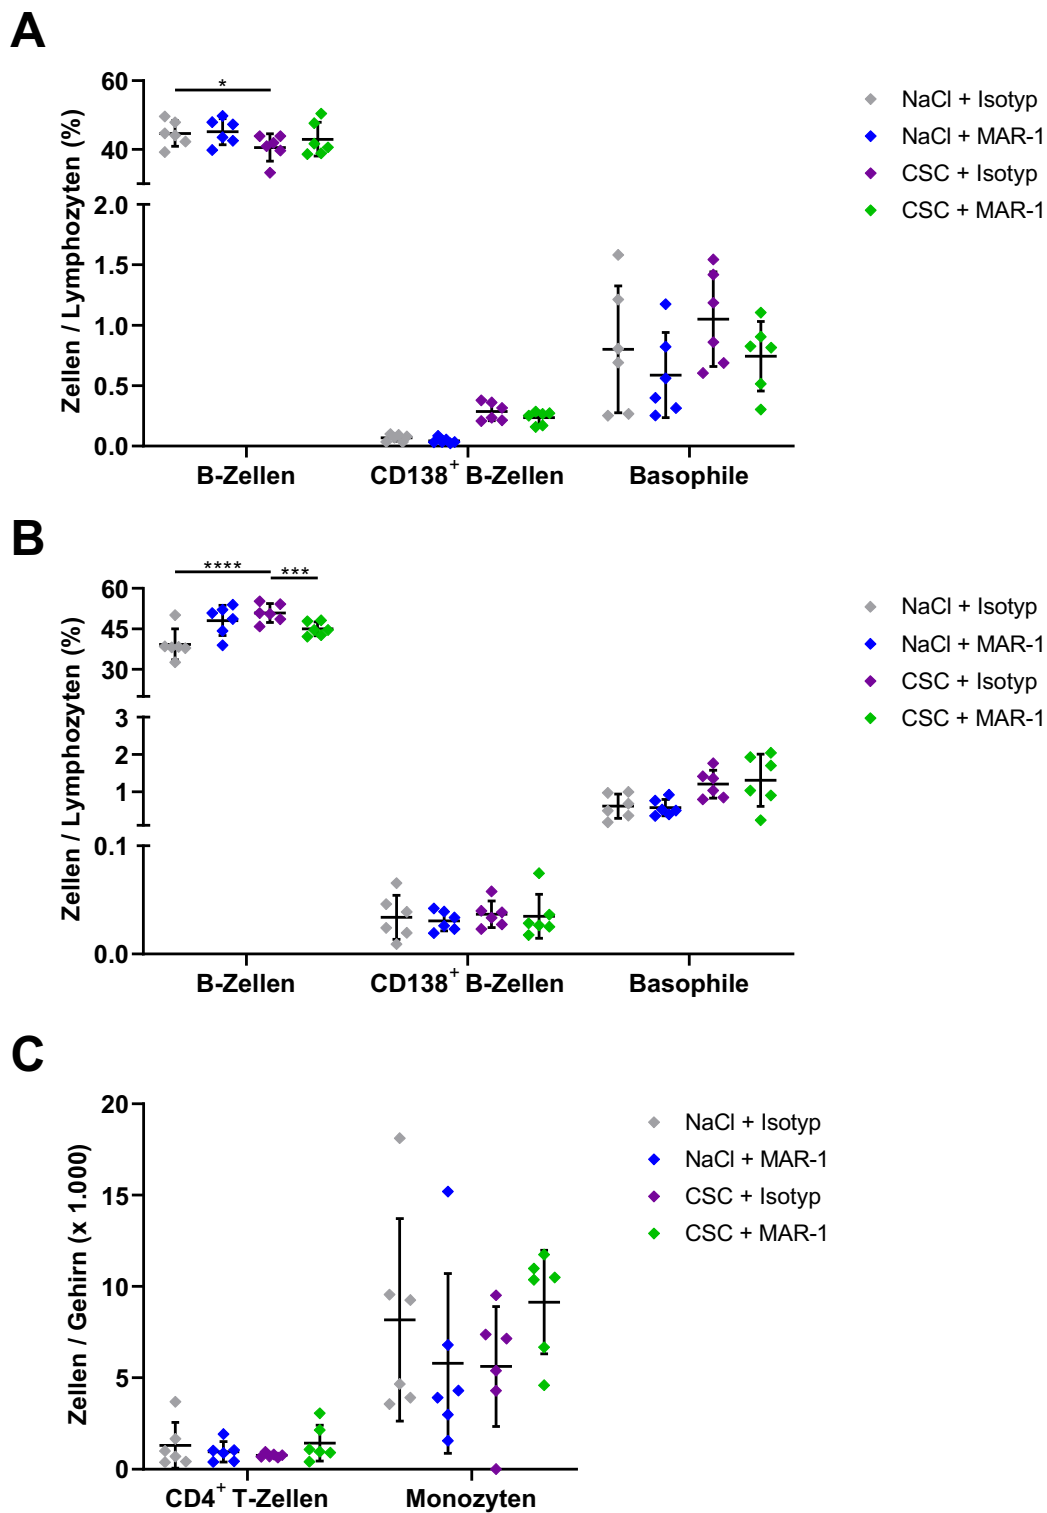 A
Zellen / Lymphozyten (%)
60
40
2.0
1.5
1.0
0.5
0.0
*
B-Zellen
CD138+ B-Zellen
Basophile
NaCl + Isotyp
NaCl + MAR-1
CSC + Isotyp
CSC + MAR-1
B
Zellen / Lymphozyten (%)
60
45
30
3
2
1
0.1
0.0
**** ***
B-Zellen
CD138+ B-Zellen
Basophile
NaCl + Isotyp
NaCl + MAR-1
CSC + Isotyp
CSC + MAR-1
C
Zellen / Gehirn (x 1.000)
20
15
10
5
0
CD4+ T-Zellen
Monozyten
NaCl + Isotyp
NaCl + MAR-1
CSC + Isotyp
CSC + MAR-1